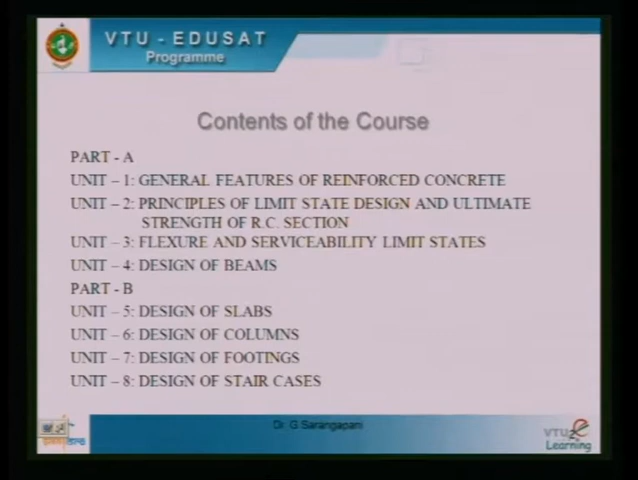 VTU - EDUSAT
Programme
Contents of the Course
PART - A
UNIT – 1: GENERAL FEATURES OF REINFORCED CONCRETE
UNIT – 2: PRINCIPLES OF LIMIT STATE DESIGN AND ULTIMATE
STRENGTH OF R.C. SECTION
UNIT – 3: FLEXURE AND SERVICEABILITY LIMIT STATES
UNIT – 4: DESIGN OF BEAMS
PART - B
UNIT – 5: DESIGN OF SLABS
UNIT – 6: DESIGN OF COLUMNS
UNIT – 7: DESIGN OF FOOTINGS
UNIT – 8: DESIGN OF STAIR CASES
Dr. G Sarangapani
VTU e
Learning